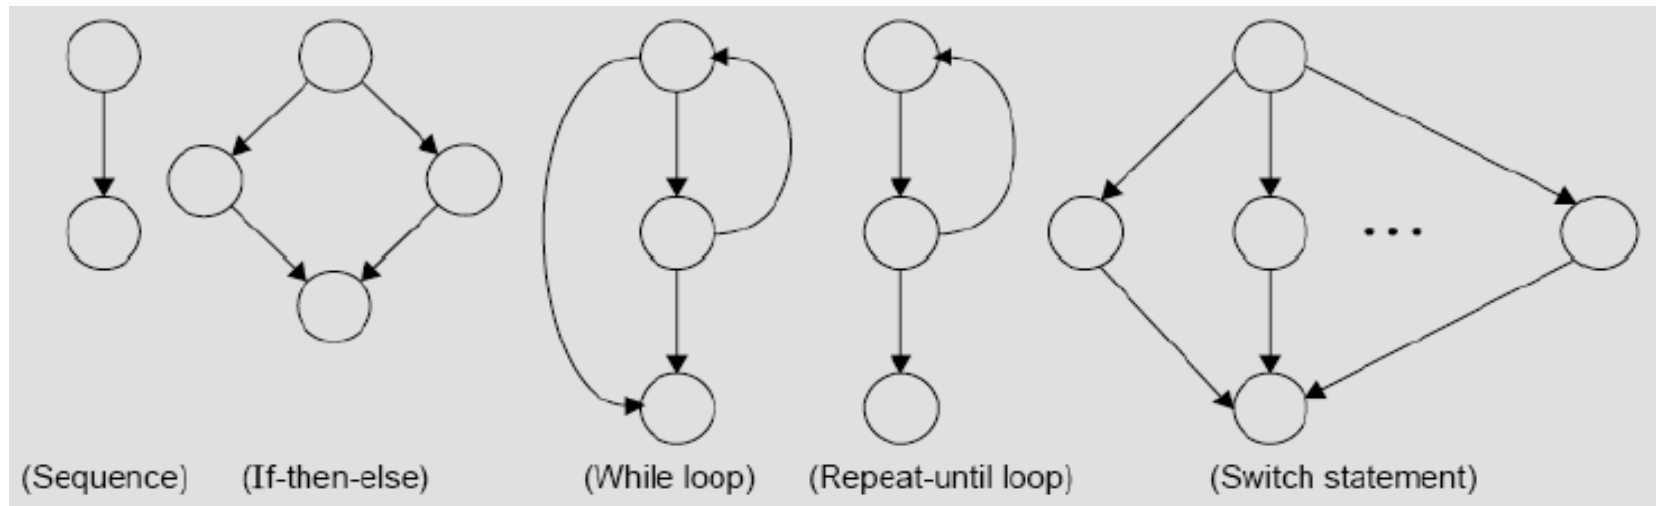 (Sequence) (If-then-else) (While loop) (Repeat-until loop) (Switch statement)